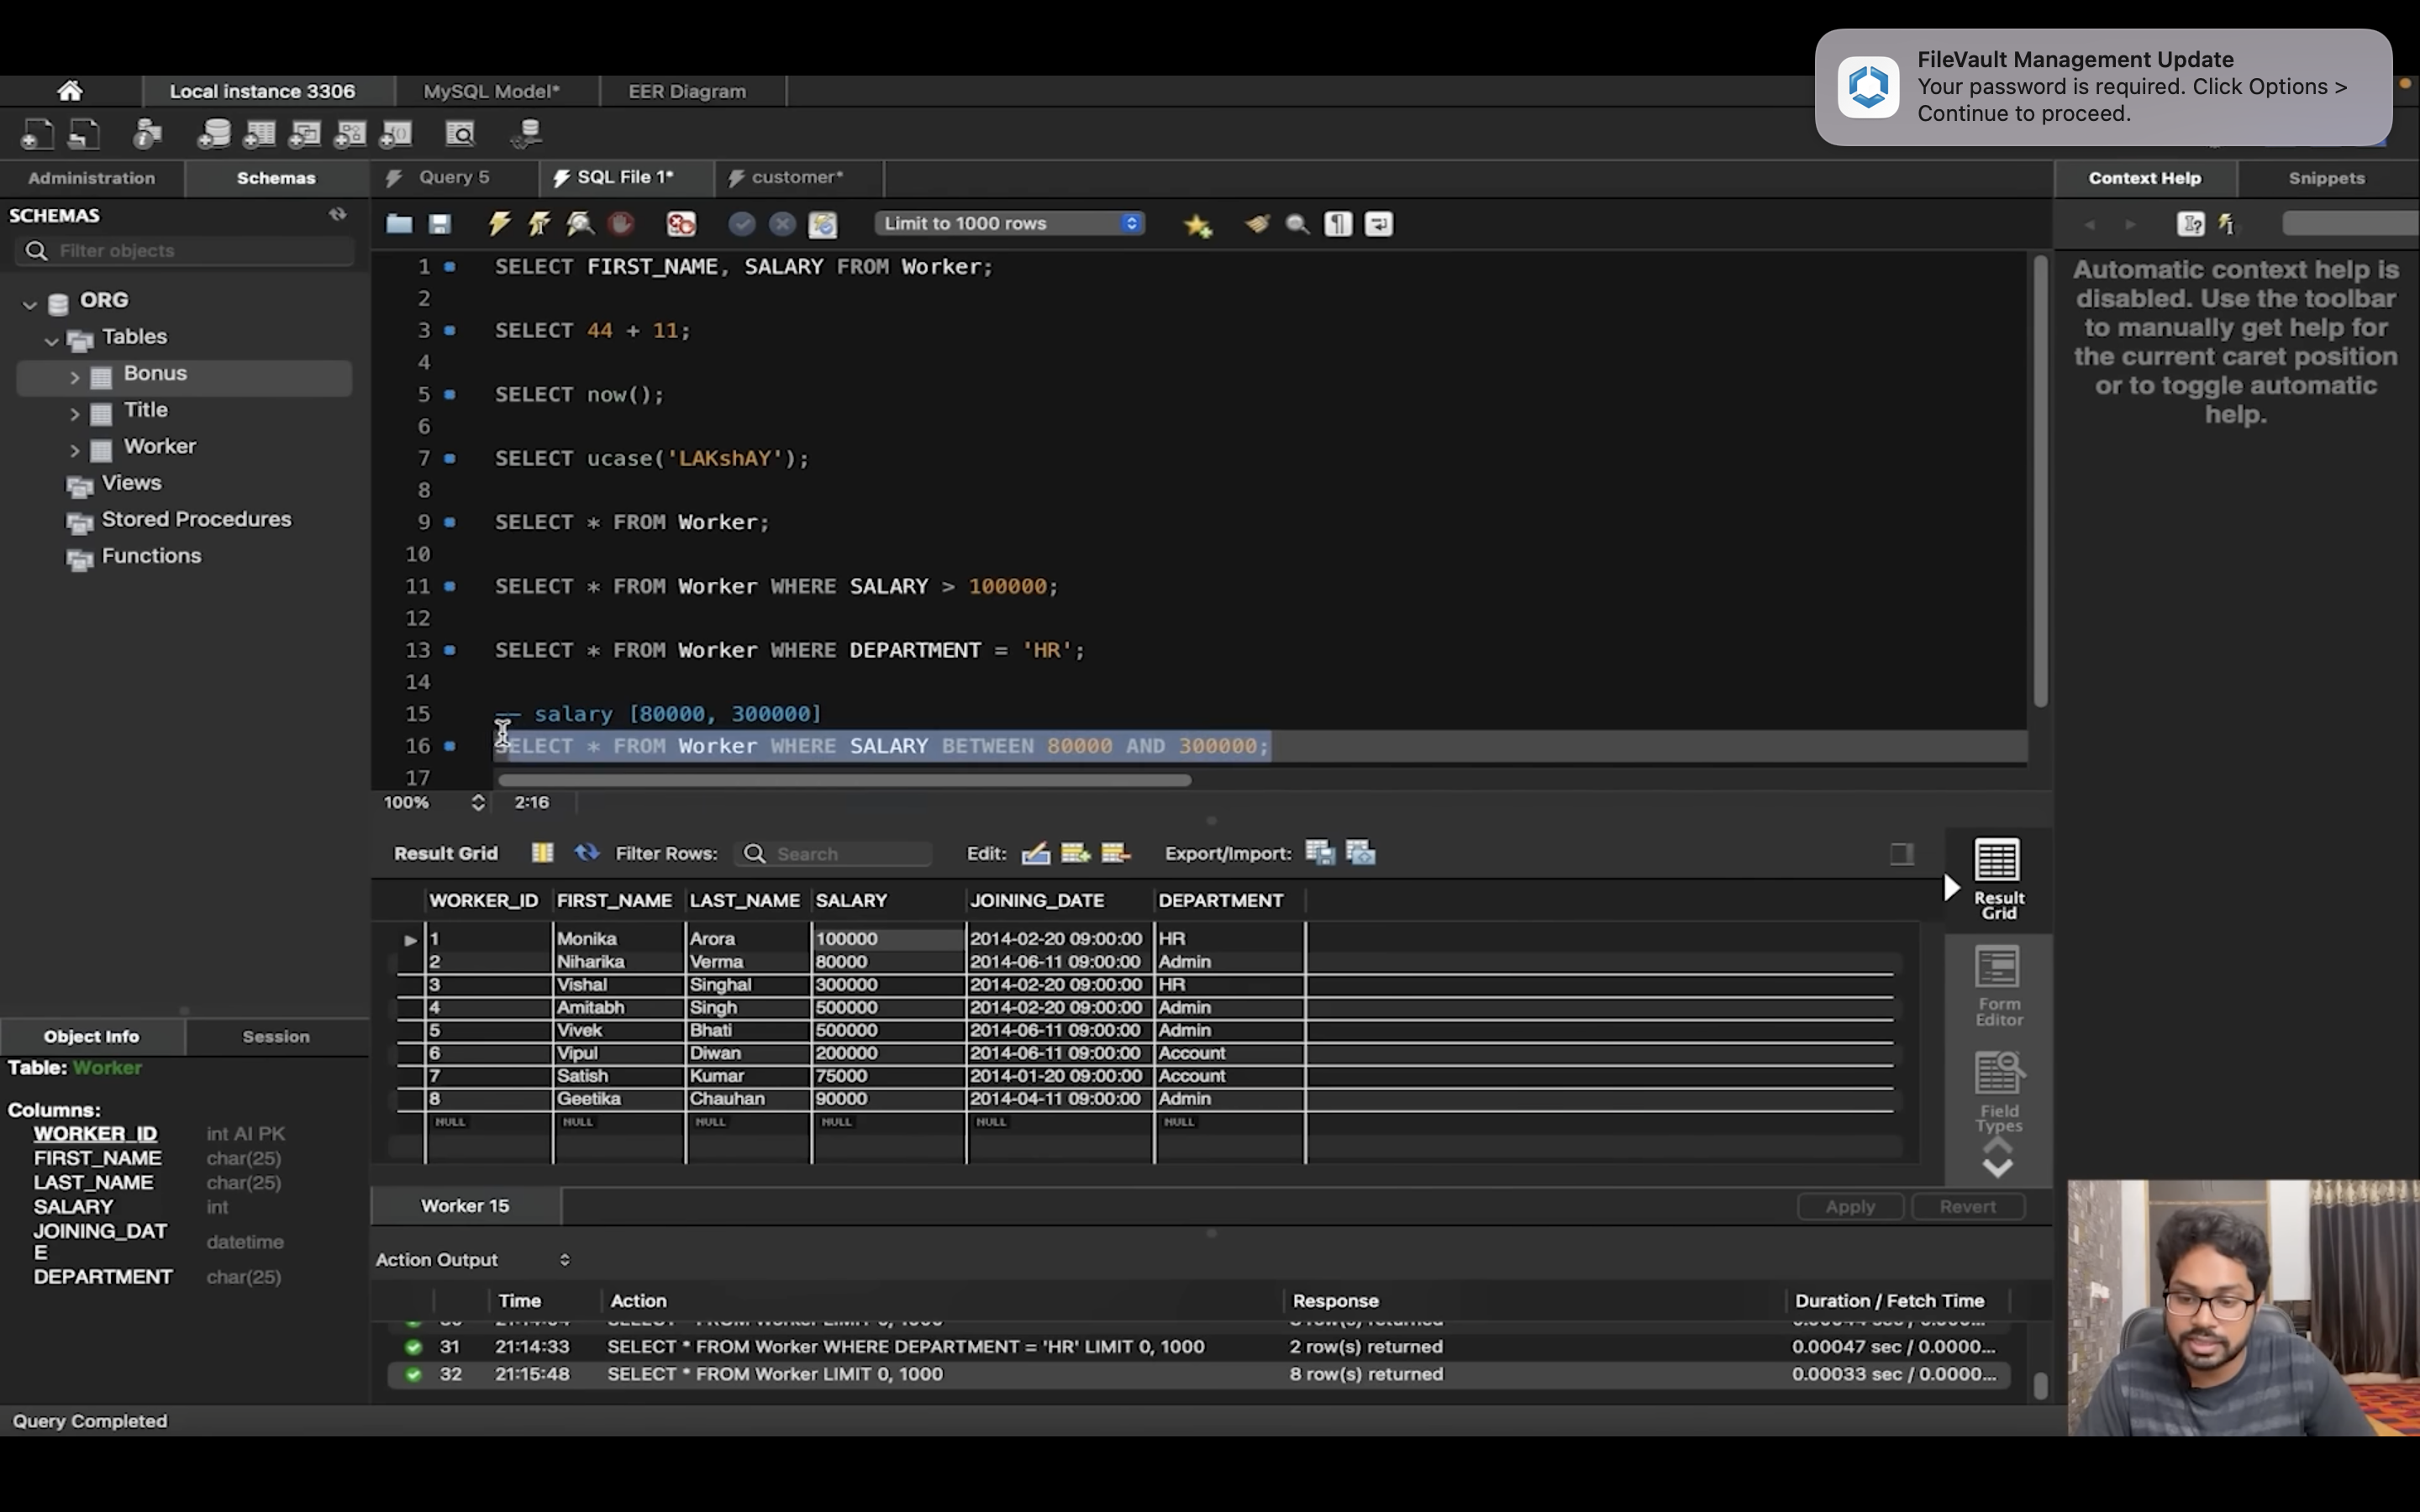 FileVault Management Update
Your password is required. Click Options >
Continue to proceed.
Local instance 3306
MySQL Model*
EER Diagram
Administration
Schemas
Query 5
SQL File 1*
customer*
Context Help
Snippets
SCHEMAS
Filter objects
Limit to 1000 rows
ORG
Tables
Bonus
Title
Worker
Views
Stored Procedures
Functions
1 SELECT FIRST_NAME, SALARY FROM Worker;
2
3 SELECT 44 + 11;
4
5 SELECT now();
6
7 SELECT ucase('LAKshAY');
8
9 SELECT * FROM Worker;
10
11 SELECT * FROM Worker WHERE SALARY > 100000;
12
13 SELECT * FROM Worker WHERE DEPARTMENT = 'HR';
14
15 -- salary [80000, 300000]
16 SELECT * FROM Worker WHERE SALARY BETWEEN 80000 AND 300000;
17
Automatic context help is
disabled. Use the toolbar
to manually get help for
the current caret position
or to toggle automatic
help.
100% 2:16
Result Grid Filter Rows: Search Edit: Export/Import:
WORKER_ID FIRST_NAME LAST_NAME SALARY JOINING_DATE DEPARTMENT
1 Monika Arora 100000 2014-02-20 09:00:00 HR
2 Niharika Verma 80000 2014-06-11 09:00:00 Admin
3 Vishal Singhal 300000 2014-02-20 09:00:00 HR
4 Amitabh Singh 500000 2014-02-20 09:00:00 Admin
5 Vivek Bhati 500000 2014-06-11 09:00:00 Admin
6 Vipul Diwan 200000 2014-06-11 09:00:00 Account
7 Satish Kumar 75000 2014-01-20 09:00:00 Account
8 Geetika Chauhan 90000 2014-04-11 09:00:00 Admin
NULL NULL NULL NULL NULL NULL
Result
Grid
Form
Editor
Field
Types
Object Info
Session
Table: Worker
Columns:
WORKER_ID int AI PK
FIRST_NAME char(25)
LAST_NAME char(25)
SALARY int
JOINING_DAT
E datetime
DEPARTMENT char(25)
Worker 15
Apply
Revert
Action Output
Time Action Response Duration / Fetch Time
31 21:14:33 SELECT * FROM Worker WHERE DEPARTMENT = 'HR' LIMIT 0, 1000 2 row(s) returned 0.00047 sec / 0.0000...
32 21:15:48 SELECT * FROM Worker LIMIT 0, 1000 8 row(s) returned 0.00033 sec / 0.0000...
Query Completed